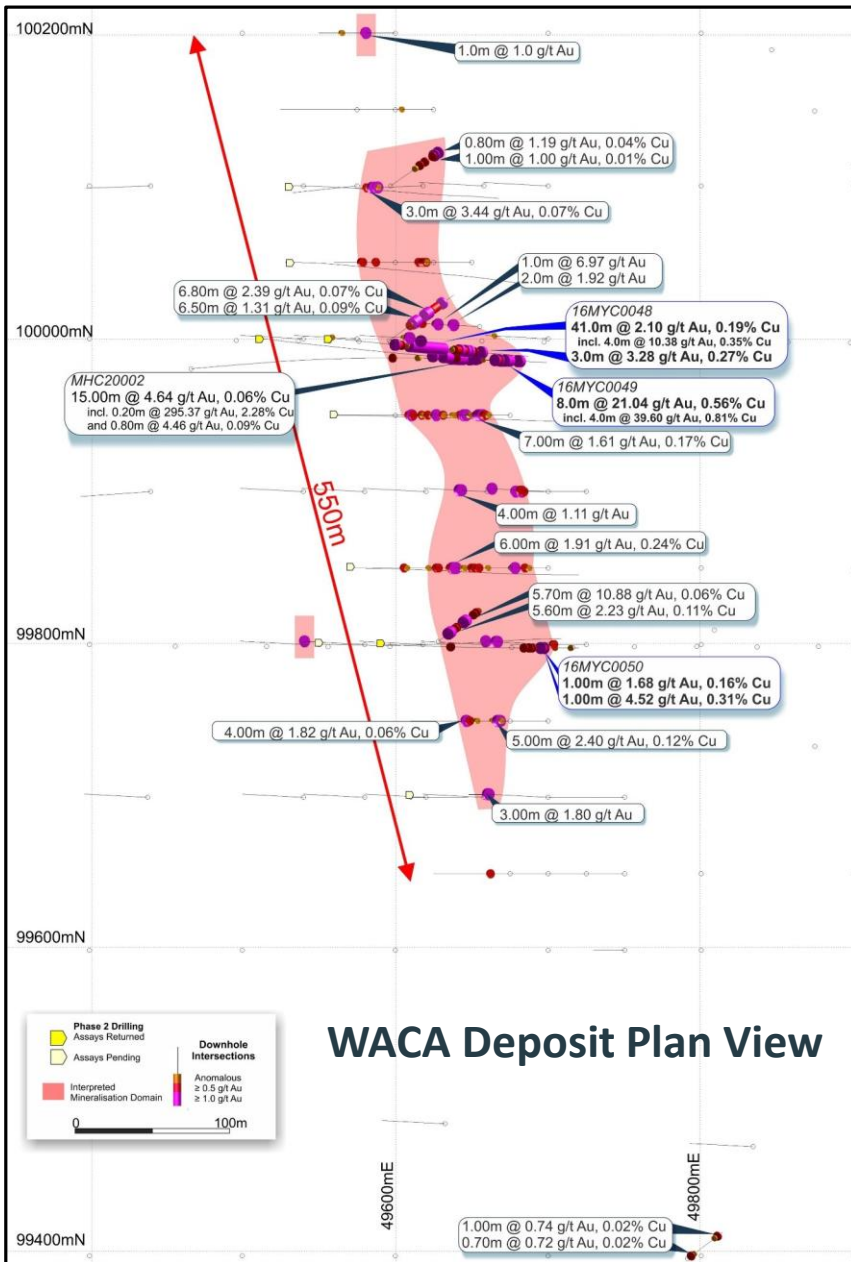 100200mN
1.0m @ 1.0 g/t Au
0.80m @ 1.19 g/t Au, 0.04% Cu
1.00m @ 1.00 g/t Au, 0.01% Cu
3.0m @ 3.44 g/t Au, 0.07% Cu
1.0m @ 6.97 g/t Au
2.0m @ 1.92 g/t Au
6.80m @ 2.39 g/t Au, 0.07% Cu
6.50m @ 1.31 g/t Au, 0.09% Cu
100000mN
16MYC0048
41.0m @ 2.10 g/t Au, 0.19% Cu
incl. 4.0m @ 10.38 g/t Au, 0.35% Cu
3.0m @ 3.28 g/t Au, 0.27% Cu
MHC20002
15.00m @ 4.64 g/t Au, 0.06% Cu
incl. 0.20m @ 295.37 g/t Au, 2.28% Cu
and 0.80m @ 4.46 g/t Au, 0.09% Cu
16MYC0049
8.0m @ 21.04 g/t Au, 0.56% Cu
incl. 4.0m @ 39.60 g/t Au, 0.81% Cu
7.00m @ 1.61 g/t Au, 0.17% Cu
550m
4.00m @ 1.11 g/t Au
6.00m @ 1.91 g/t Au, 0.24% Cu
5.70m @ 10.88 g/t Au, 0.06% Cu
5.60m @ 2.23 g/t Au, 0.11% Cu
99800mN
16MYC0050
1.00m @ 1.68 g/t Au, 0.16% Cu
1.00m @ 4.52 g/t Au, 0.31% Cu
4.00m @ 1.82 g/t Au, 0.06% Cu
5.00m @ 2.40 g/t Au, 0.12% Cu
3.00m @ 1.80 g/t Au
99600mN
WACA Deposit Plan View
Phase 2 Drilling
Assays Returned
Assays Pending
Interpreted
Mineralisation Domain
Downhole
Intersections
Anomalous
≥ 0.5 g/t Au
≥ 1.0 g/t Au
0 100m
49600mE
49800mE
1.00m @ 0.74 g/t Au, 0.02% Cu
0.70m @ 0.72 g/t Au, 0.02% Cu
99400mN